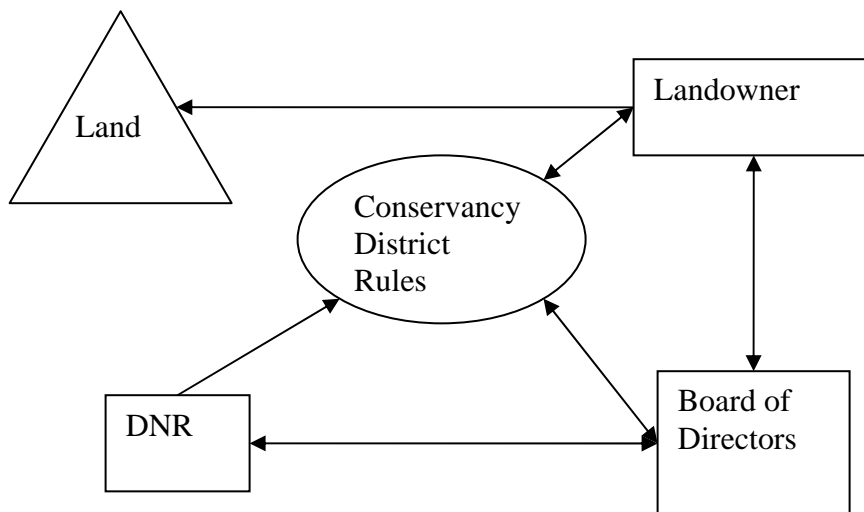 Landowner
Land
Conservancy
District
Rules
DNR
Board of
Directors